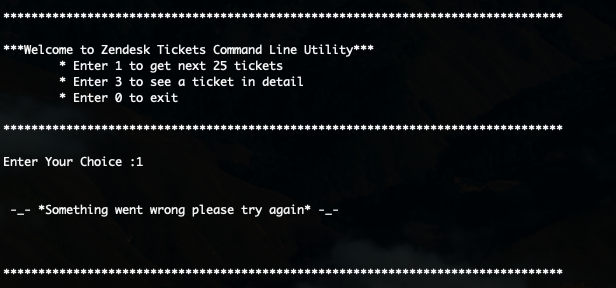 ********************************************************************************
***Welcome to Zendesk Tickets Command Line Utility***
* Enter 1 to get next 25 tickets
* Enter 3 to see a ticket in detail
* Enter 0 to exit
********************************************************************************
Enter Your Choice :1
-_- *Something went wrong please try again* -_-
********************************************************************************